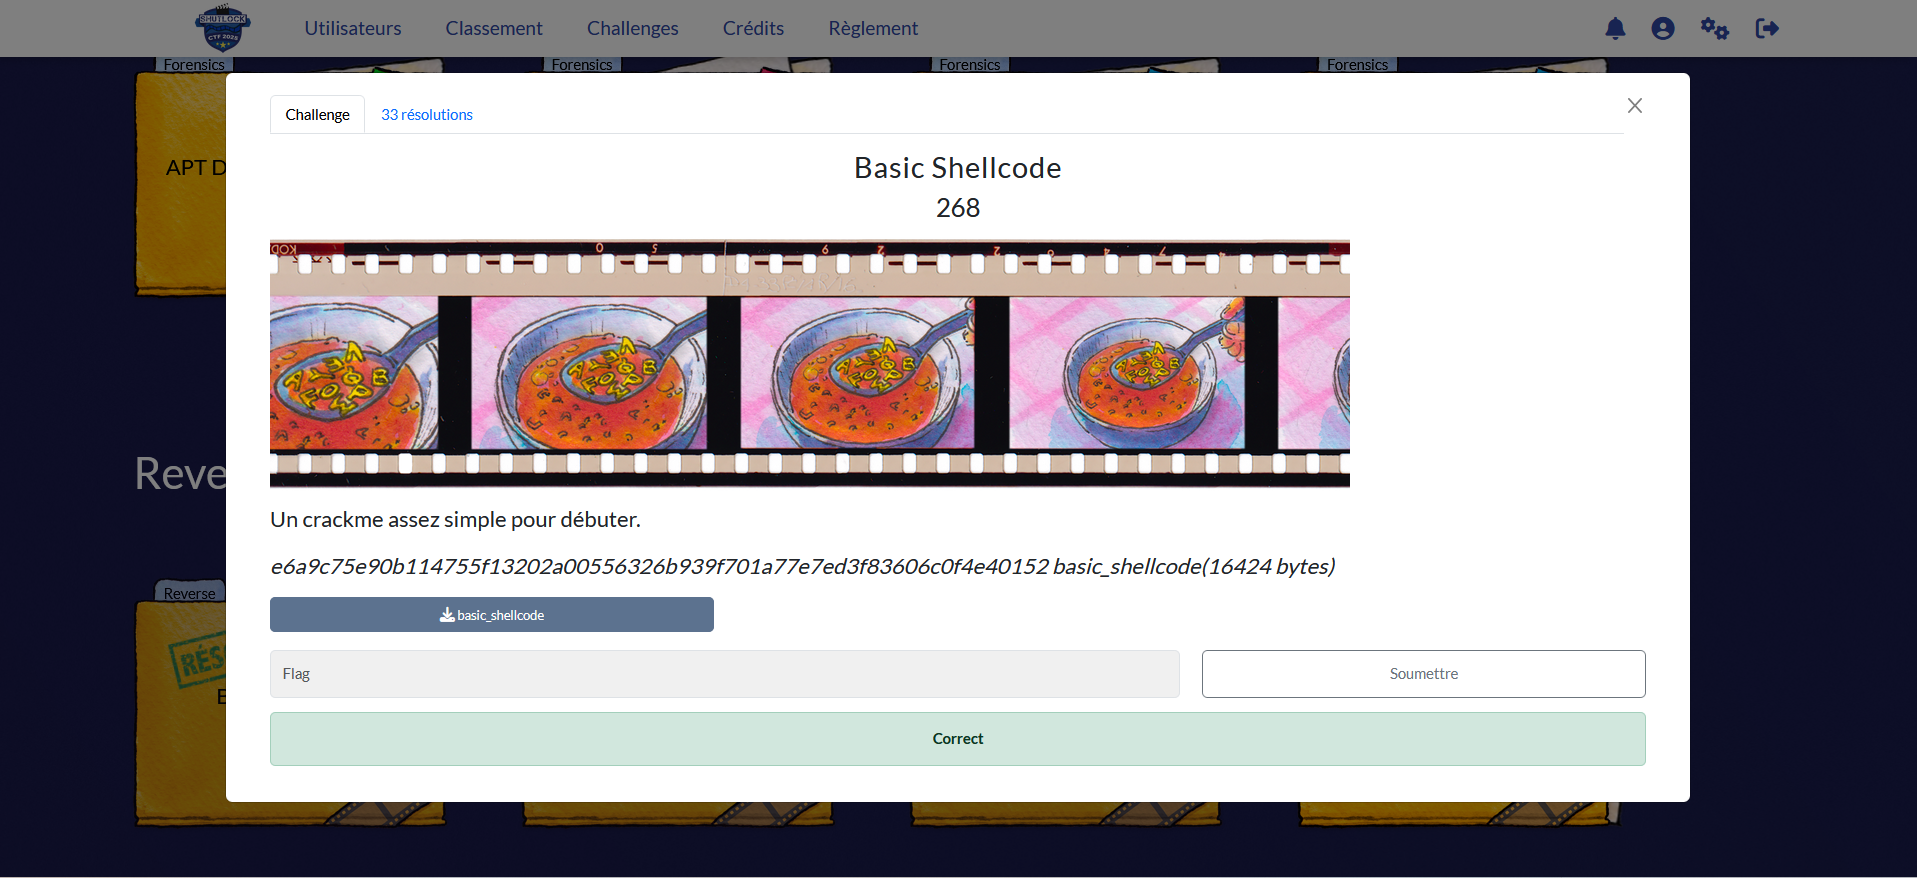 SHUTLOCK
CTF 2025
Utilisateurs
Classement
Challenges
Crédits
Règlement
Forensics
Forensics
Forensics
Forensics
APT D
Challenge
33 résolutions
Basic Shellcode
268
Un crackme assez simple pour débuter.
e6a9c75e90b114755f13202a00556326b939f701a77e7ed3f83606c0f4e40152 basic_shellcode(16424 bytes)
basic_shellcode
Flag
Soumettre
Correct
Reve
Reverse
RÉS
E